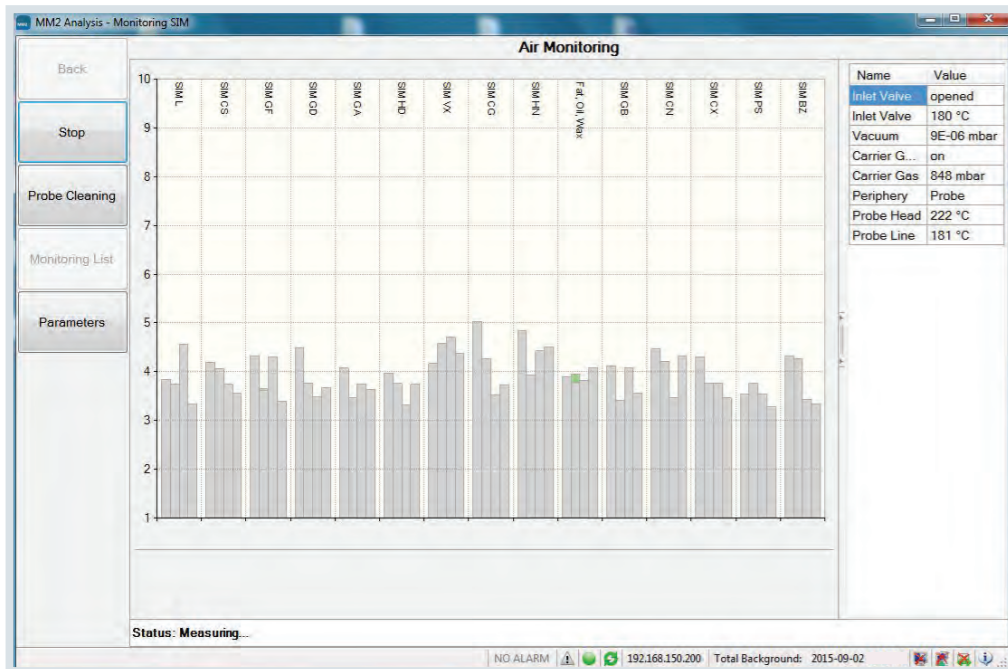 MM2 MM2 Analysis - Monitoring SIM
Air Monitoring
Back
Stop
Probe Cleaning
Monitoring List
Parameters
10
9
8
7
6
5
4
3
2
1
SIM L
SIM CS
SIM GF
SIM GD
SIM GA
SIM HD
SIM VX
SIM CG
SIM HN
Fat, Oil, Wax
SIM GB
SIM CN
SIM CX
SIM PS
SIM BZ
Name Value
Inlet Valve opened
Inlet Valve 180 °C
Vacuum 9E-06 mbar
Carrier G... on
Carrier Gas 848 mbar
Periphery Probe
Probe Head 222 °C
Probe Line 181 °C
Status: Measuring...
NO ALARM 192.168.150.200 Total Background: 2015-09-02